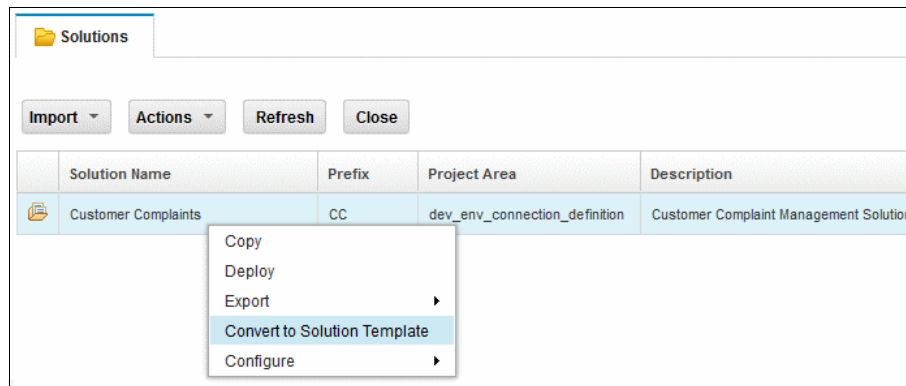 Solutions
Import Actions Refresh Close
Solution Name Prefix Project Area Description
Customer Complaints CC dev_env_connection_definition Customer Complaint Management Solutio
Copy
Deploy
Export
Convert to Solution Template
Configure